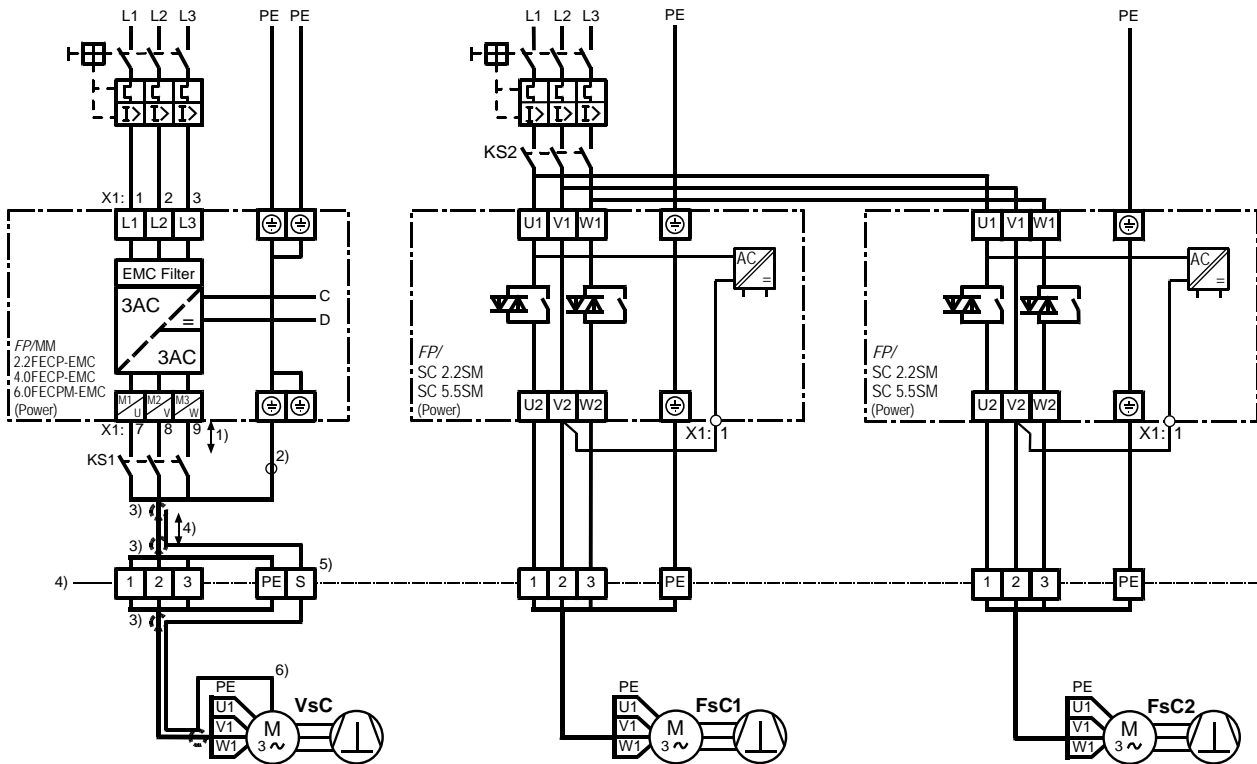 L1 L2 L3 PE PE L1 L2 L3 PE PE
I> I> I> I> I> I>
KS2
X1: 1 2 3
L1 L2 L3 U1 V1 W1 U1 V1 W1
EMC Filter
3AC
=
3AC
C
D
AC
=
AC
=
FP/MM
2.2FECP-EMC
4.0FECP-EMC
6.0FECPM-EMC
(Power)
FP/
SC 2.2SM
SC 5.5SM
(Power)
FP/
SC 2.2SM
SC 5.5SM
(Power)
M1 U M2 V M3 W U2 V2 W2 U2 V2 W2
X1: 7 8 9 1) X1: 1 X1: 1
KS1
2)
3)
4)
3)
5)
4) 1 2 3 PE S 1 2 3 PE 1 2 3 PE
3)
6)
PE
U1
V1
W1
VsC
M
3 ~
PE
U1
V1
W1
FsC1
M
3 ~
PE
U1
V1
W1
FsC2
M
3 ~